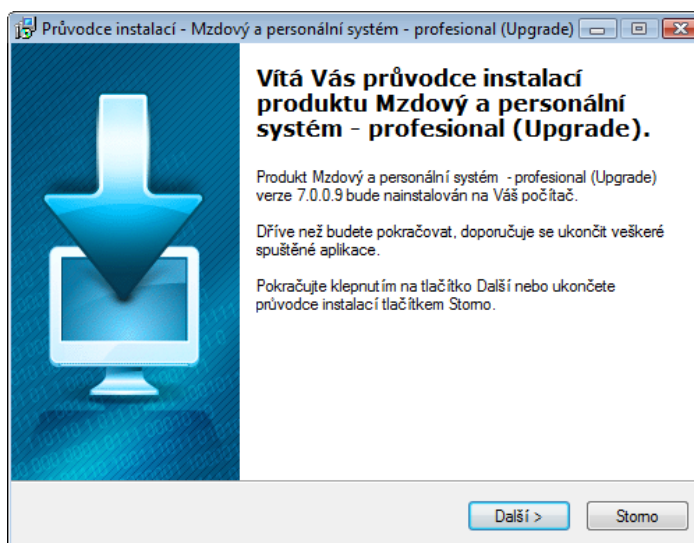 Průvodce instalací - Mzdový a personální systém - profesional (Upgrade)
Vítá Vás průvodce instalací
produktu Mzdový a personální
systém - profesional (Upgrade).
Produkt Mzdový a personální systém - profesional (Upgrade)
verze 7.0.0.9 bude nainstalován na Váš počítač.
Dříve než budete pokračovat, doporučuje se ukončit veškeré
spuštěné aplikace.
Pokračujte klepnutím na tlačítko Další nebo ukončete
průvodce instalací tlačítkem Storno.
Další >
Storno